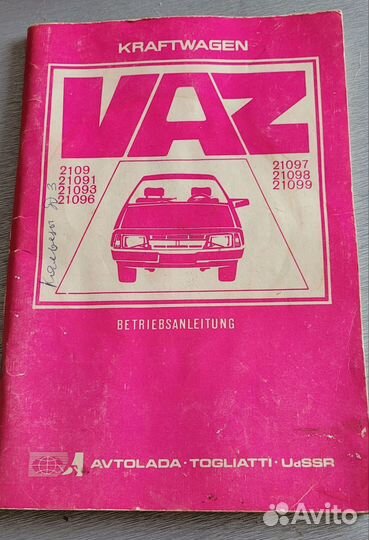 KRAFTWAGEN
VAZ
2109
21091
21093
21096
21097
21098
21099
BETRIEBSANLEITUNG
AVTOLADA · TOGLIATTI · UdSSR
Avito